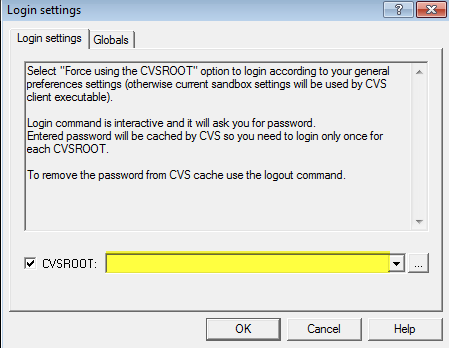 Login settings
Login settings
Globals
Select "Force using the CVSROOT" option to login according to your general
preferences settings (otherwise current sandbox settings will be used by CVS
client executable).
Login command is interactive and it will ask you for password.
Entered password will be cached by CVS so you need to login only once for
each CVSROOT.
To remove the password from CVS cache use the logout command.
CVSROOT:
...
OK
Cancel
Help